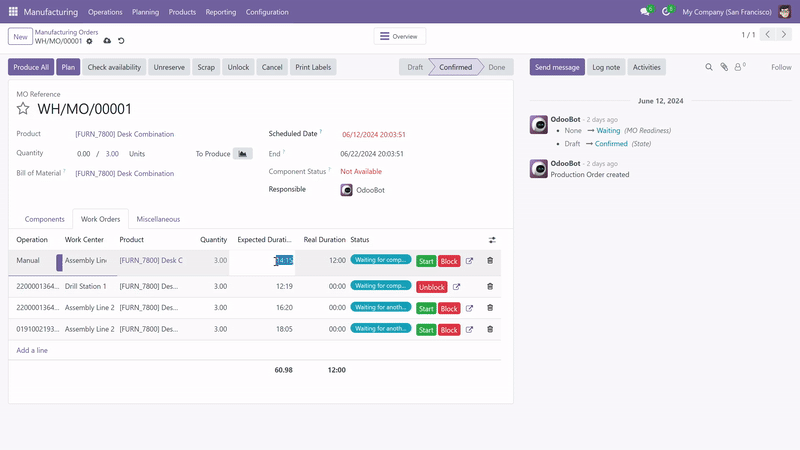 Manufacturing Operations Planning Products Reporting Configuration 6 8 My Company (San Francisco)
New Manufacturing Orders
WH/MO/00001
Overview
1 / 1
Produce All Plan Check availability Unreserve Scrap Unlock Cancel Print Labels Draft Confirmed Done
Send message Log note Activities 0 Follow
MO Reference
WH/MO/00001
Product [FURN_7800] Desk Combination
Quantity 0.00 / 3.00 Units To Produce
Bill of Material ? [FURN_7800] Desk Combination
Scheduled Date ? 06/12/2024 20:03:51
End ? 06/22/2024 20:03:51
Component Status ? Not Available
Responsible OdooBot
Components Work Orders Miscellaneous
Operation Work Center Product Quantity Expected Durati... Real Duration Status
Manual Assembly Line [FURN_7800] Desk C 3.00 14:15 12:00 Waiting for comp... Start Block
2200001364... Drill Station 1 [FURN_7800] Des... 3.00 12:19 00:00 Waiting for comp... Unblock
2200001364... Assembly Line 2 [FURN_7800] Des... 3.00 16:20 00:00 Waiting for anoth... Start Block
0191002193... Assembly Line 2 [FURN_7800] Des... 3.00 18:05 00:00 Waiting for anoth... Start Block
Add a line
60.98 12:00
June 12, 2024
OdooBot - 2 days ago
None → Waiting (MO Readiness)
Draft → Confirmed (State)
OdooBot - 2 days ago
Production Order created